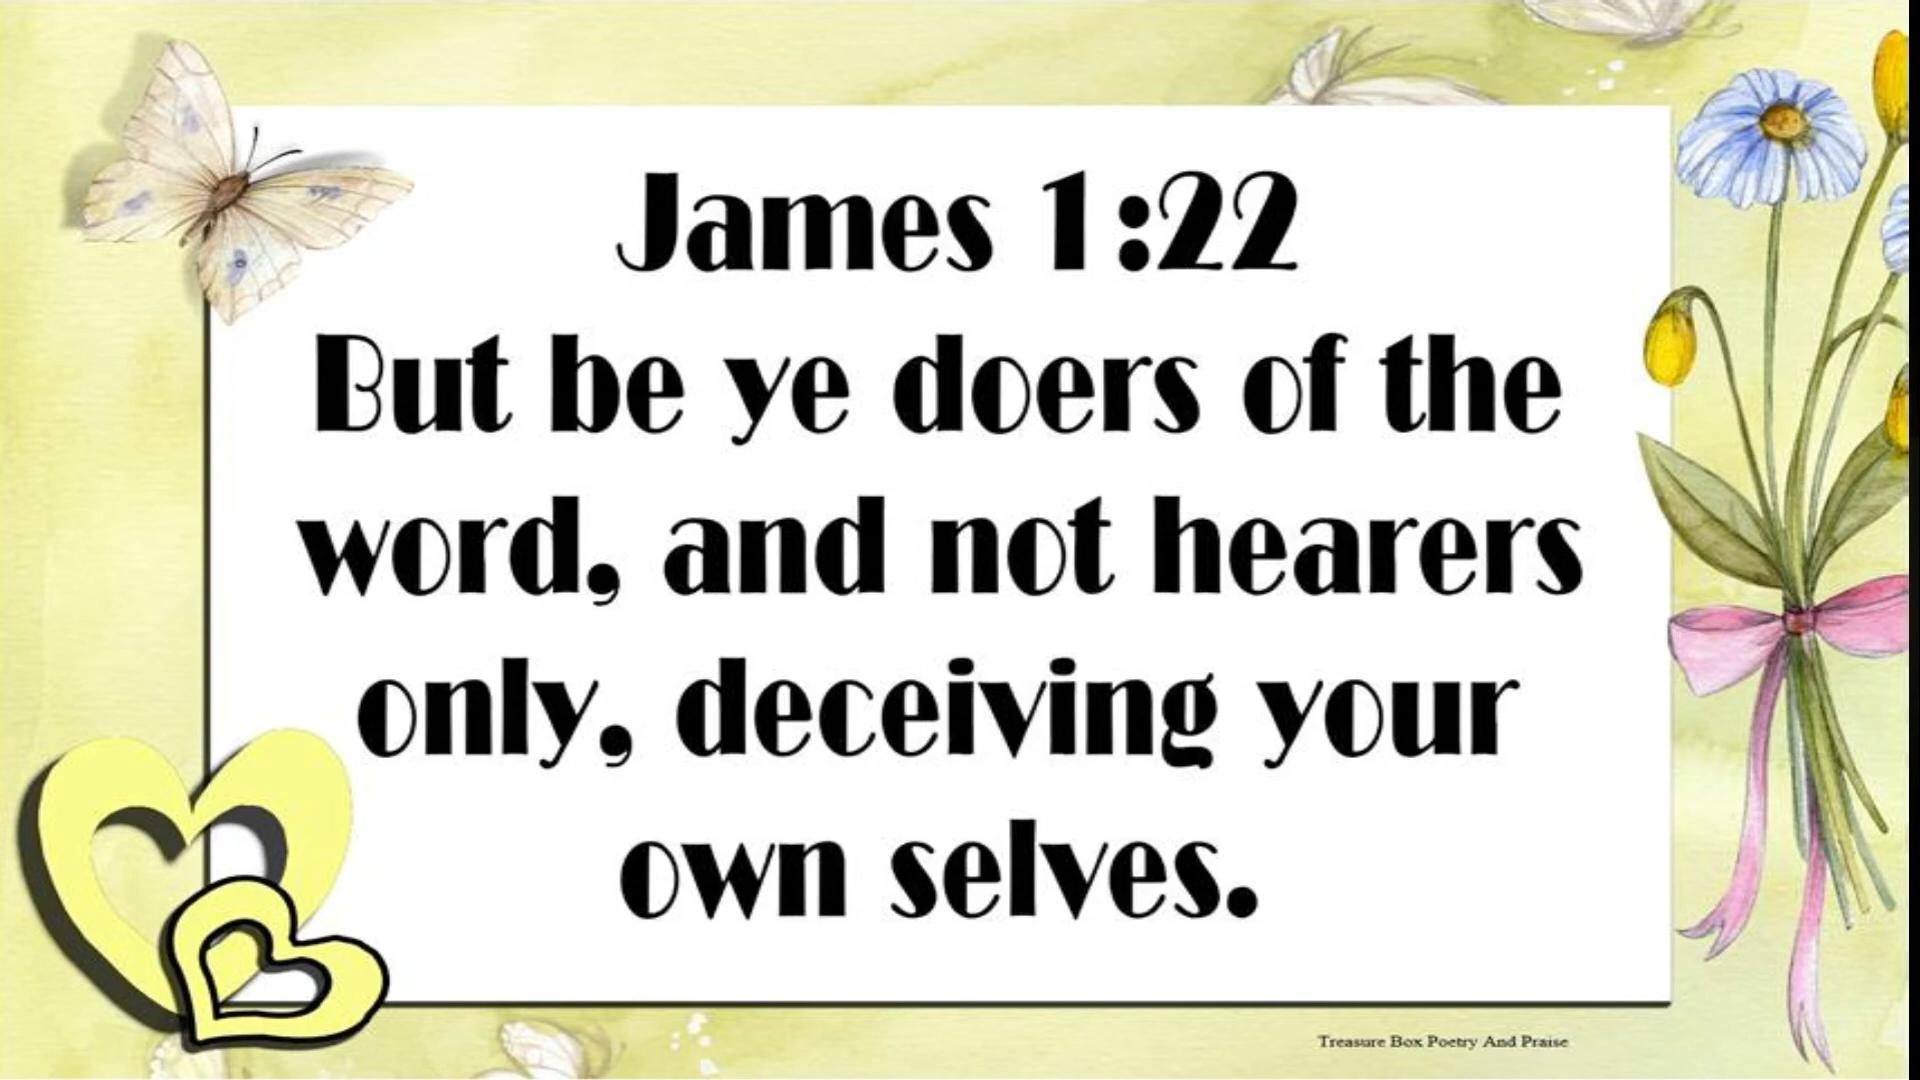 James 1:22
But be ye doers of the
word, and not hearers
only, deceiving your
own selves.
Treasure Box Poetry And Praise